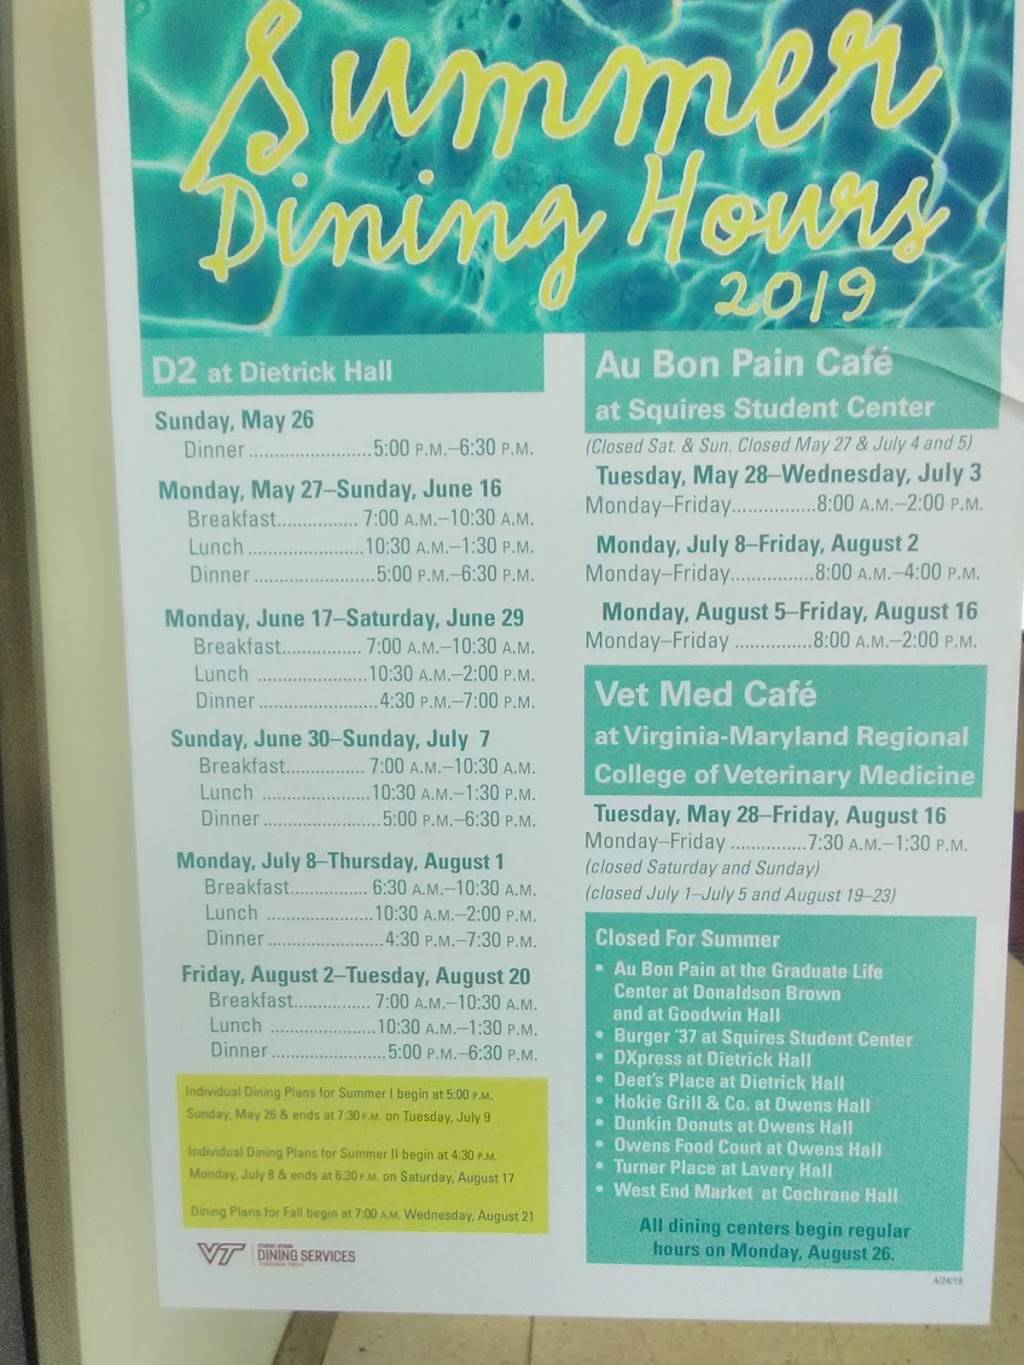 Summer
Dining Hours
2019
D2 at Dietrick Hall
Sunday, May 26
Dinner ........................5:00 P.M.–6:30 P.M.
Monday, May 27–Sunday, June 16
Breakfast................ 7:00 A.M.–10:30 A.M.
Lunch .......................10:30 A.M.–1:30 P.M.
Dinner ........................5:00 P.M.–6:30 P.M.
Monday, June 17–Saturday, June 29
Breakfast................ 7:00 A.M.–10:30 A.M.
Lunch ......................10:30 A.M.–2:00 P.M.
Dinner ........................4:30 P.M.–7:00 P.M.
Sunday, June 30–Sunday, July 7
Breakfast................ 7:00 A.M.–10:30 A.M.
Lunch ......................10:30 A.M.–1:30 P.M.
Dinner ........................5:00 P.M.–6:30 P.M.
Monday, July 8–Thursday, August 1
Breakfast................ 6:30 A.M.–10:30 A.M.
Lunch ......................10:30 A.M.–2:00 P.M.
Dinner ........................4:30 P.M.–7:30 P.M.
Friday, August 2–Tuesday, August 20
Breakfast................ 7:00 A.M.–10:30 A.M.
Lunch ......................10:30 A.M.–1:30 P.M.
Dinner ........................5:00 P.M.–6:30 P.M.
Individual Dining Plans for Summer I begin at 5:00 P.M.
Sunday, May 26 & ends at 7:30 P.M. on Tuesday, July 9
Individual Dining Plans for Summer II begin at 4:30 P.M.
Monday, July 8 & ends at 6:30 P.M. on Saturday, August 17
Dining Plans for Fall begin at 7:00 A.M. Wednesday, August 21
VT
DINING SERVICES
Au Bon Pain Café
at Squires Student Center
(Closed Sat. & Sun. Closed May 27 & July 4 and 5)
Tuesday, May 28–Wednesday, July 3
Monday–Friday................8:00 A.M.–2:00 P.M.
Monday, July 8–Friday, August 2
Monday–Friday................8:00 A.M.–4:00 P.M.
Monday, August 5–Friday, August 16
Monday–Friday ...............8:00 A.M.–2:00 P.M.
Vet Med Café
at Virginia-Maryland Regional
College of Veterinary Medicine
Tuesday, May 28–Friday, August 16
Monday–Friday ...............7:30 A.M.–1:30 P.M.
(closed Saturday and Sunday)
(closed July 1–July 5 and August 19–23)
Closed For Summer
• Au Bon Pain at the Graduate Life
Center at Donaldson Brown
and at Goodwin Hall
• Burger '37 at Squires Student Center
• DXpress at Dietrick Hall
• Deet's Place at Dietrick Hall
• Hokie Grill & Co. at Owens Hall
• Dunkin Donuts at Owens Hall
• Owens Food Court at Owens Hall
• Turner Place at Lavery Hall
• West End Market at Cochrane Hall
All dining centers begin regular
hours on Monday, August 26.
4/24/19